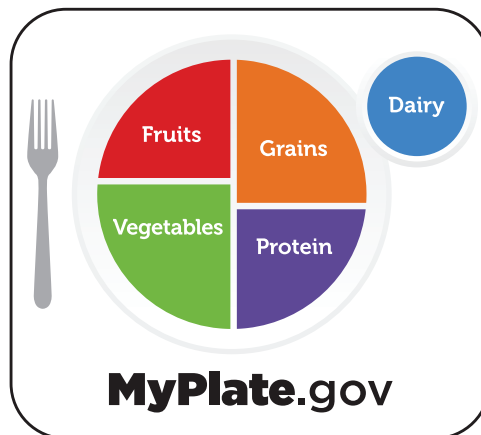 Fruits
Grains
Dairy
Vegetables
Protein
MyPlate.gov